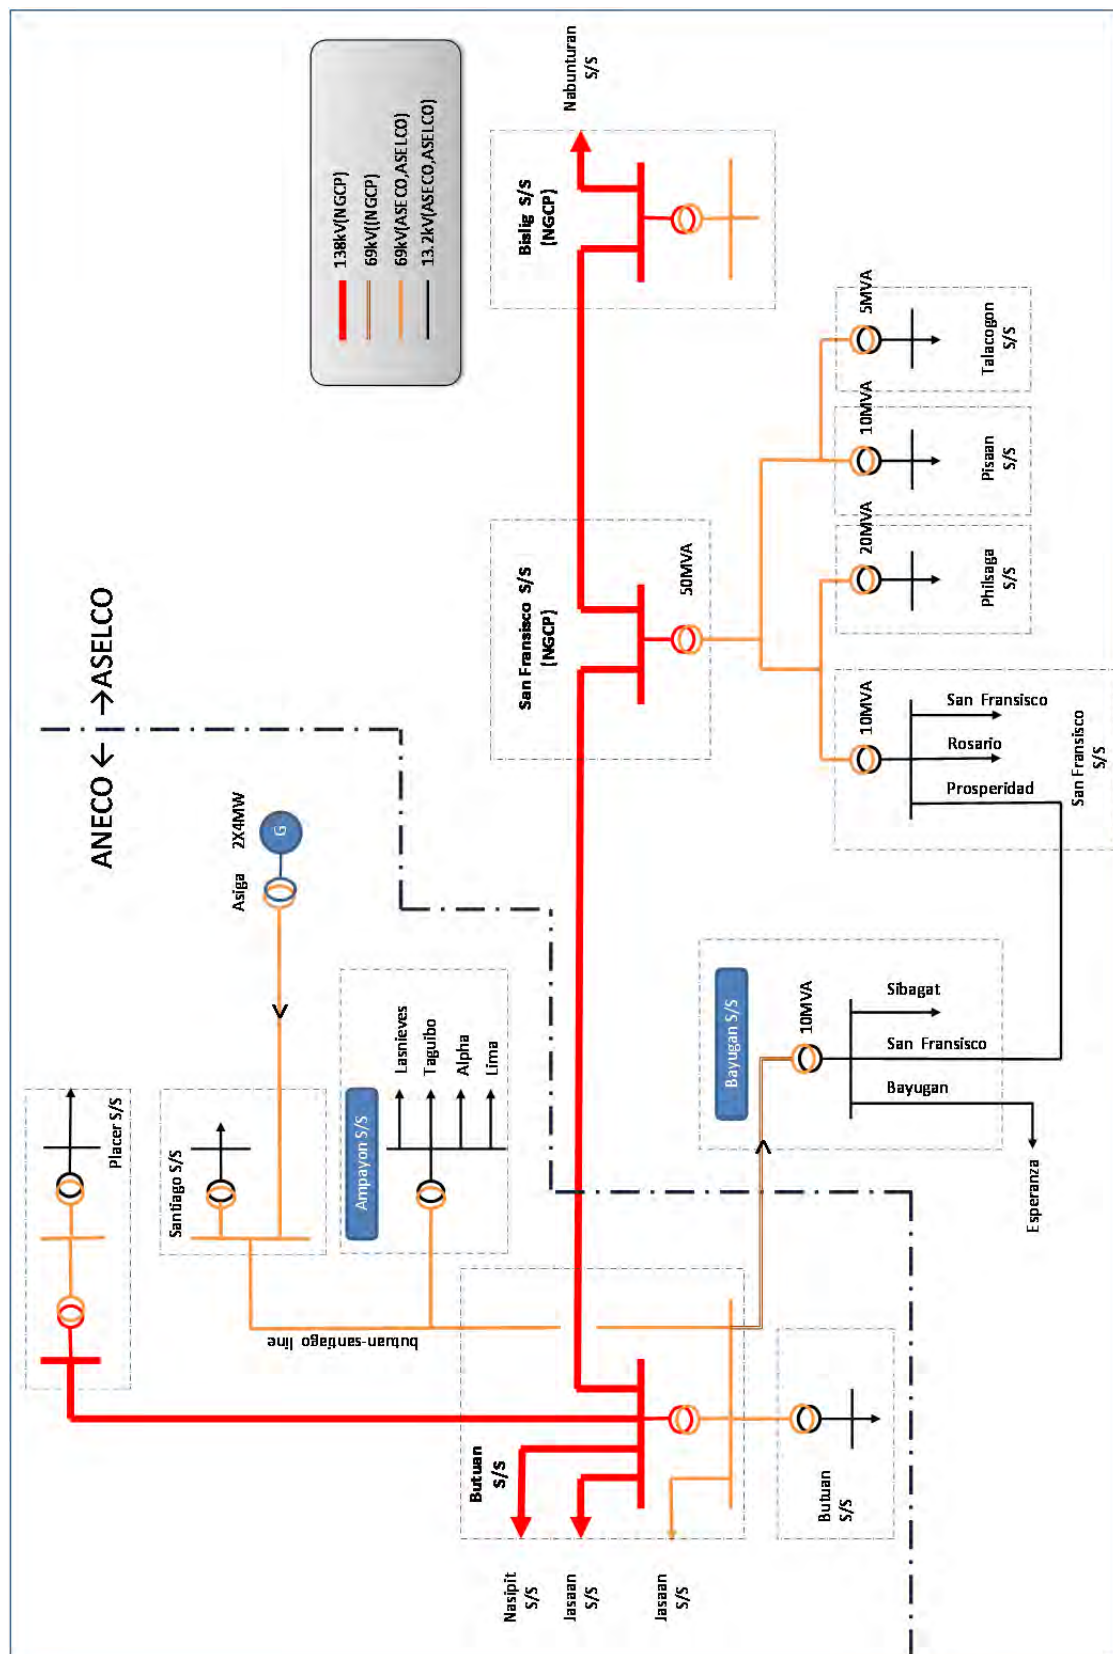 ANECO ← → ASELCO
138kV(NGCP)
69kV((NGCP)
69kV(ASECO,ASELCO)
13.2kV(ASECO,ASELCO)
Placer S/S
Santiago S/S
Asiga
2X4MW
G
Ampayon S/S
Lasnieves
Taguibo
Alpha
Lima
butuan-santiago line
Butuan
S/S
Nasipit
S/S
Jasaan
S/S
Jasaan
S/S
San Fransisco S/S
(NGCP)
50MVA
Bislig S/S
(NGCP)
Nabunturan
S/S
Butuan
S/S
Bayugan S/S
10MVA
Sibagat
San Fransisco
Bayugan
Esperanza
10MVA
San Fransisco
Rosario
Prosperidad
San Fransisco
S/S
20MVA
Philsaga
S/S
10MVA
Pisaan
S/S
5MVA
Talacogon
S/S